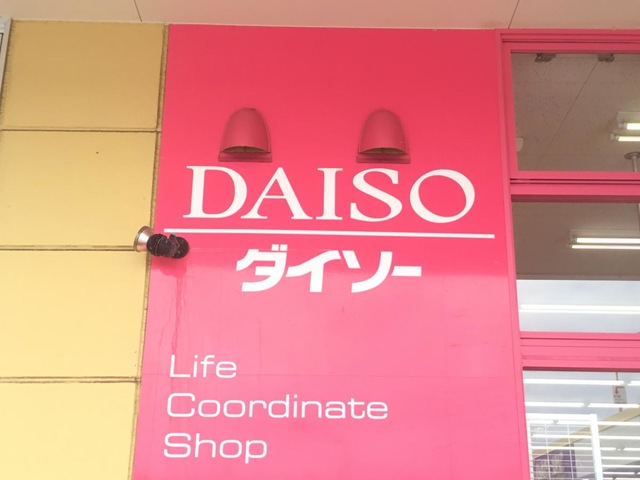 DAISO
ダイソー
Life
Coordinate
Shop